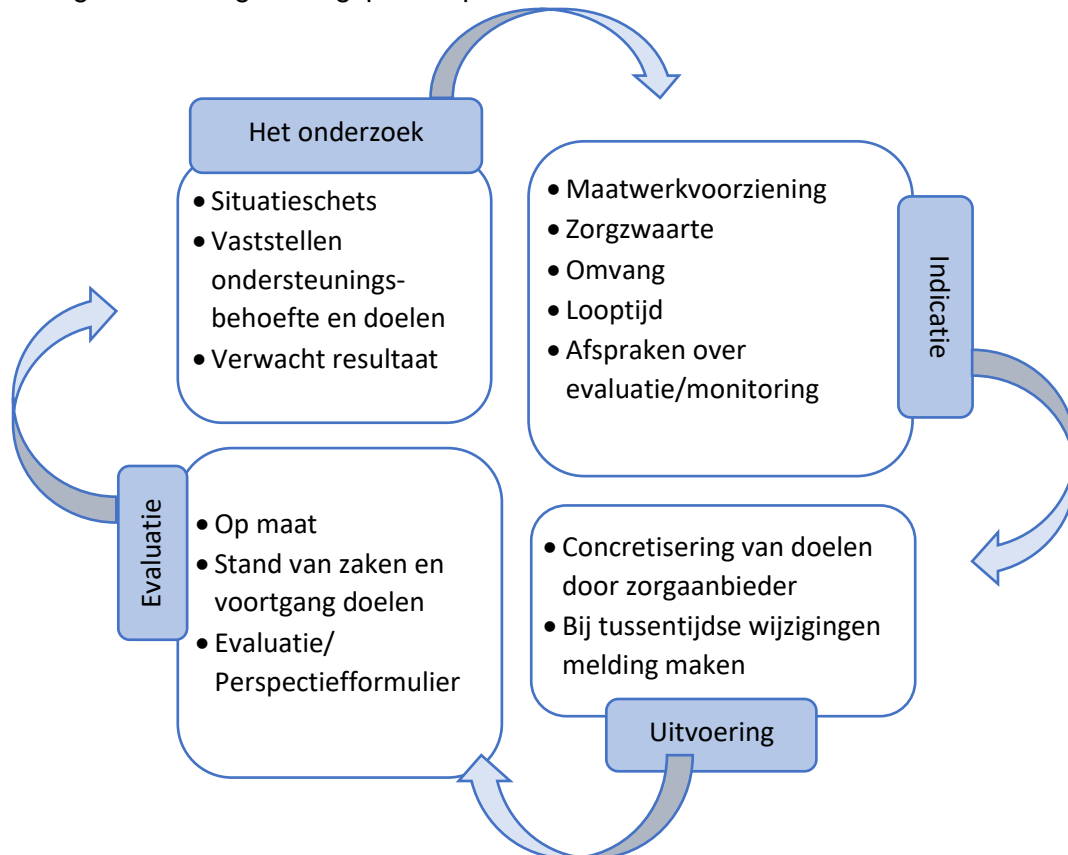 Het onderzoek
• Situatieschets
• Vaststellen
ondersteunings-
behoefte en doelen
• Verwacht resultaat
• Maatwerkvoorziening
• Zorgzwaarte
• Omvang
• Looptijd
• Afspraken over
evaluatie/monitoring
Indicatie
• Concretisering van doelen
door zorgaanbieder
• Bij tussentijdse wijzigingen
melding maken
Uitvoering
Evaluatie
• Op maat
• Stand van zaken en
voortgang doelen
• Evaluatie/
Perspectiefformulier